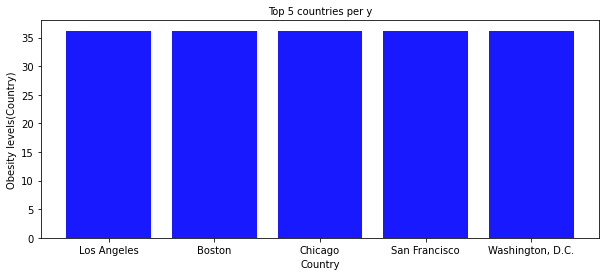 Top 5 countries per y
Obesity levels(Country)
35
30
25
20
15
10
5
0
Los Angeles
Boston
Chicago
San Francisco
Washington, D.C.
Country